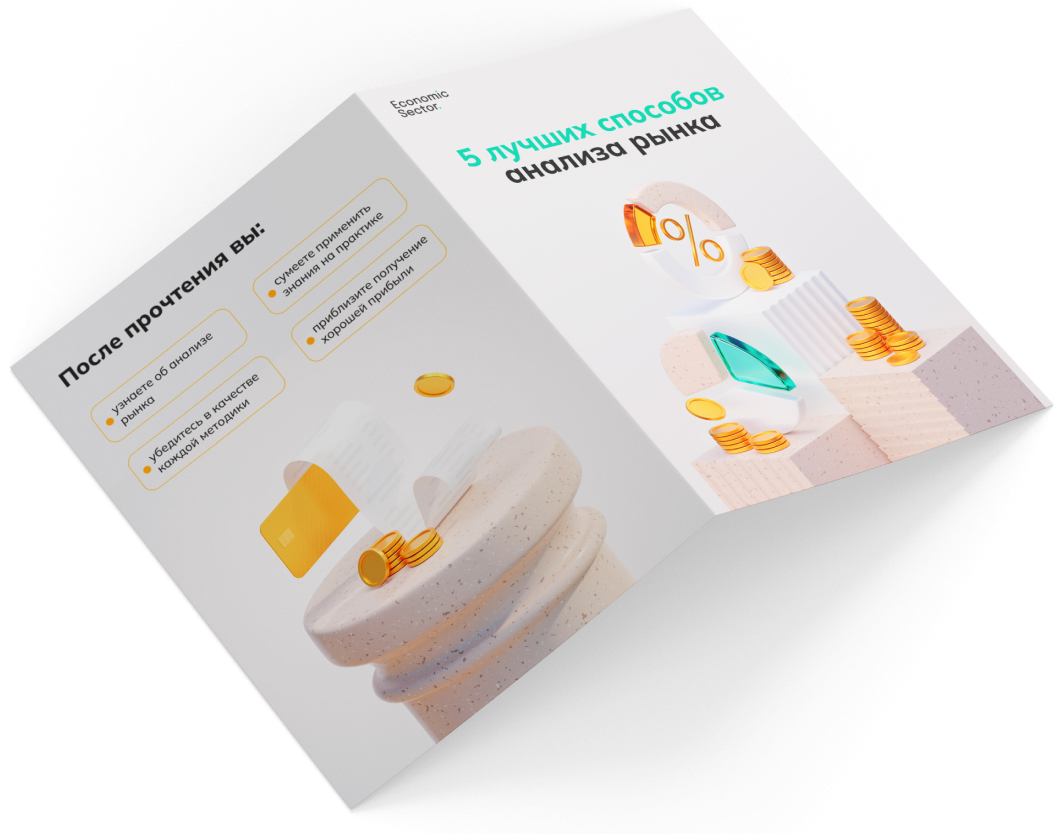 Economic
Sector.
5 лучших способов
анализа рынка
%
После прочтения вы:
узнаете об анализе
рынка
убедитесь в качестве
каждой методики
сумеете применить
знания на практике
приблизите получение
хорошей прибыли